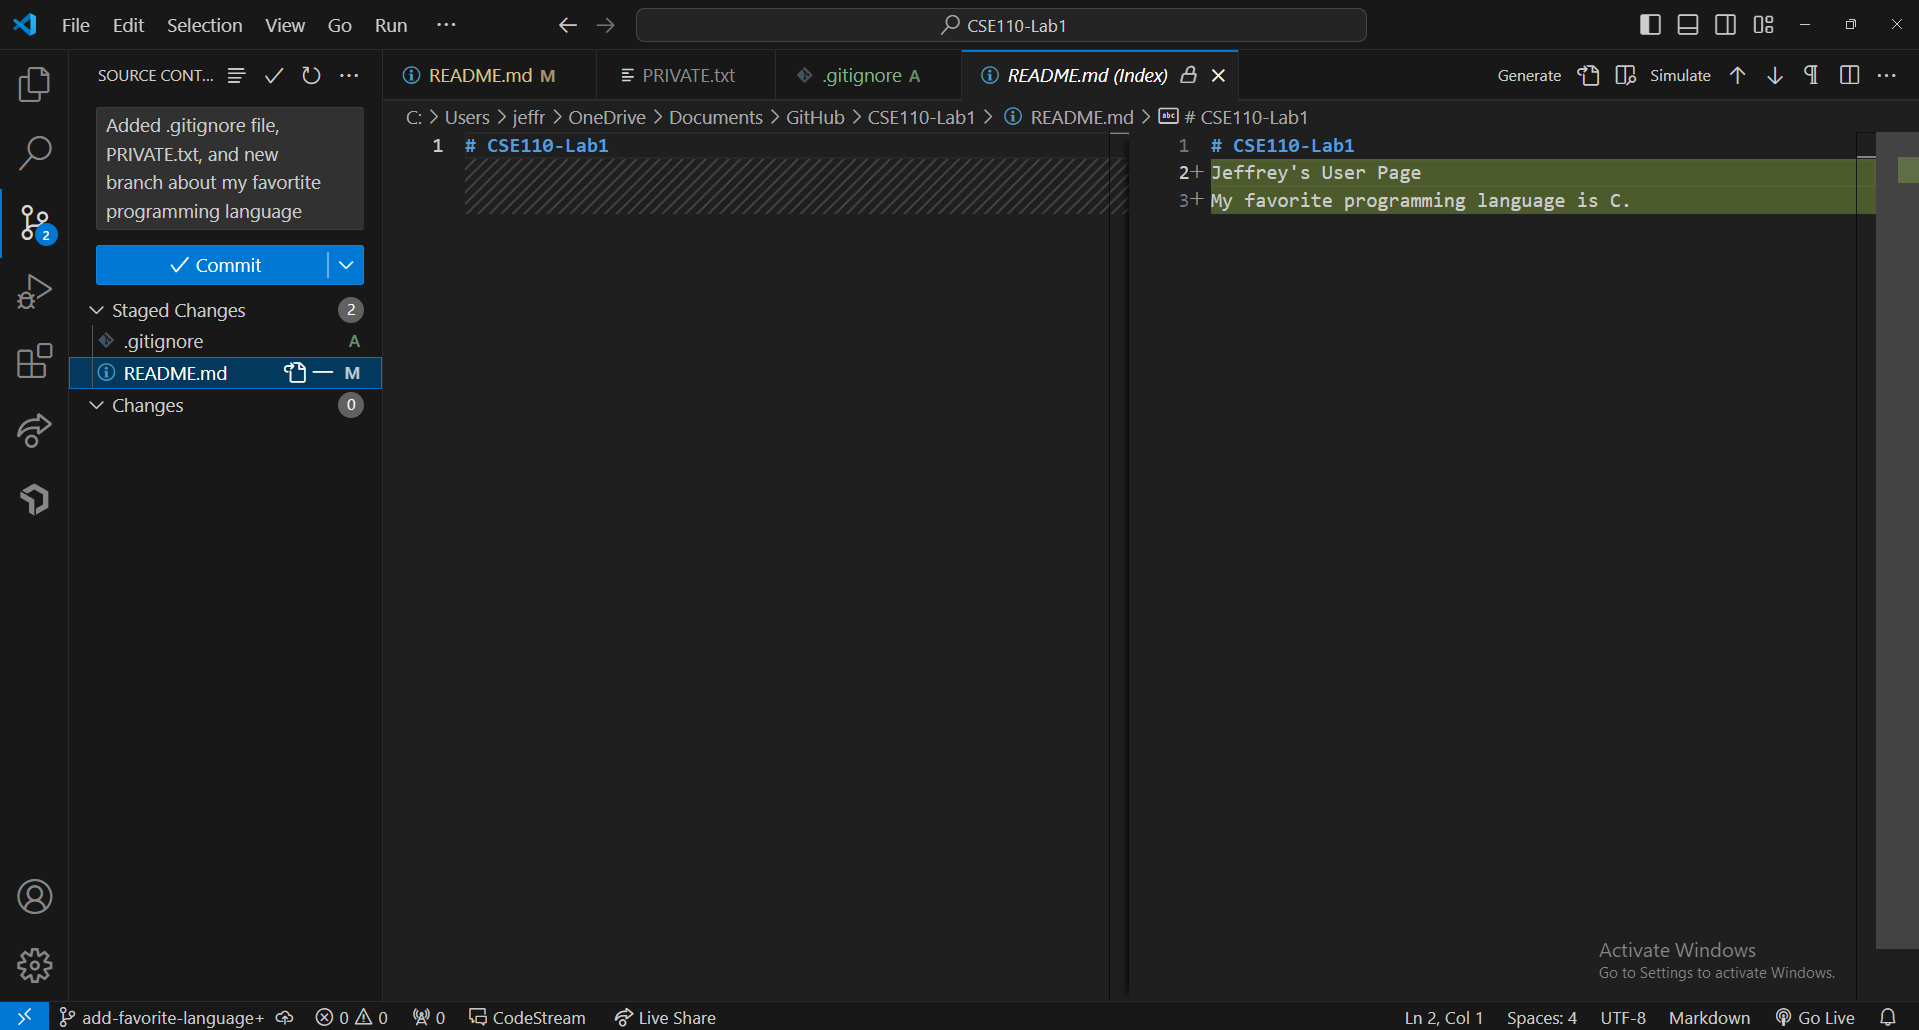 File Edit Selection View Go Run ···
CSE110-Lab1
SOURCE CONT...
README.md M
PRIVATE.txt
.gitignore A
README.md (Index)
Generate
Simulate
C: > Users > jeffr > OneDrive > Documents > GitHub > CSE110-Lab1 > README.md > # CSE110-Lab1
Added .gitignore file,
PRIVATE.txt, and new
branch about my favortite
programming language
Commit
Staged Changes 2
.gitignore A
README.md M
Changes 0
1 # CSE110-Lab1
1 # CSE110-Lab1
2+ Jeffrey's User Page
3+ My favorite programming language is C.
2
Activate Windows
Go to Settings to activate Windows.
add-favorite-language+ 0 0 0 CodeStream Live Share
Ln 2, Col 1 Spaces: 4 UTF-8 Markdown Go Live